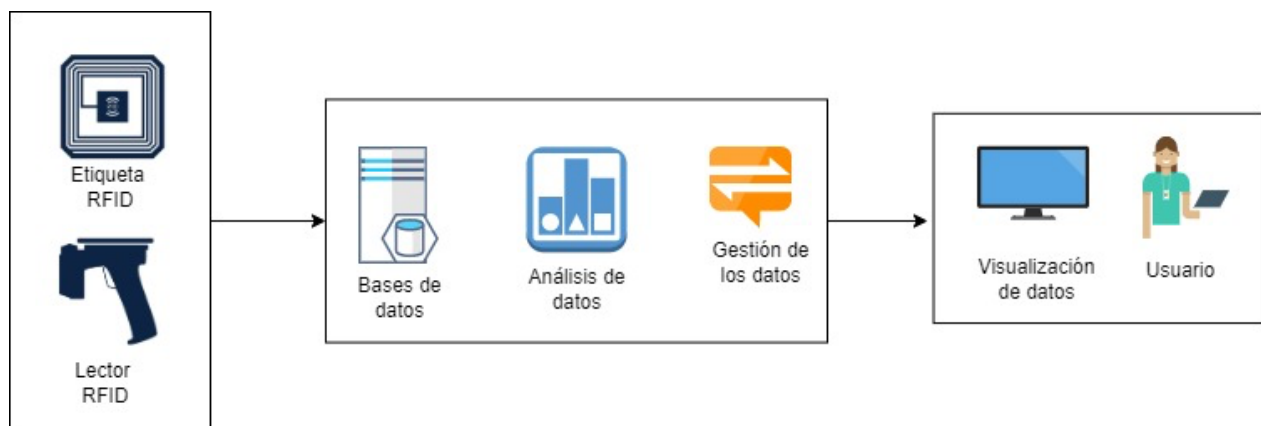 Etiqueta
RFID
Lector
RFID
Bases de
datos
Análisis de
datos
Gestión de
los datos
Visualización
de datos
Usuario